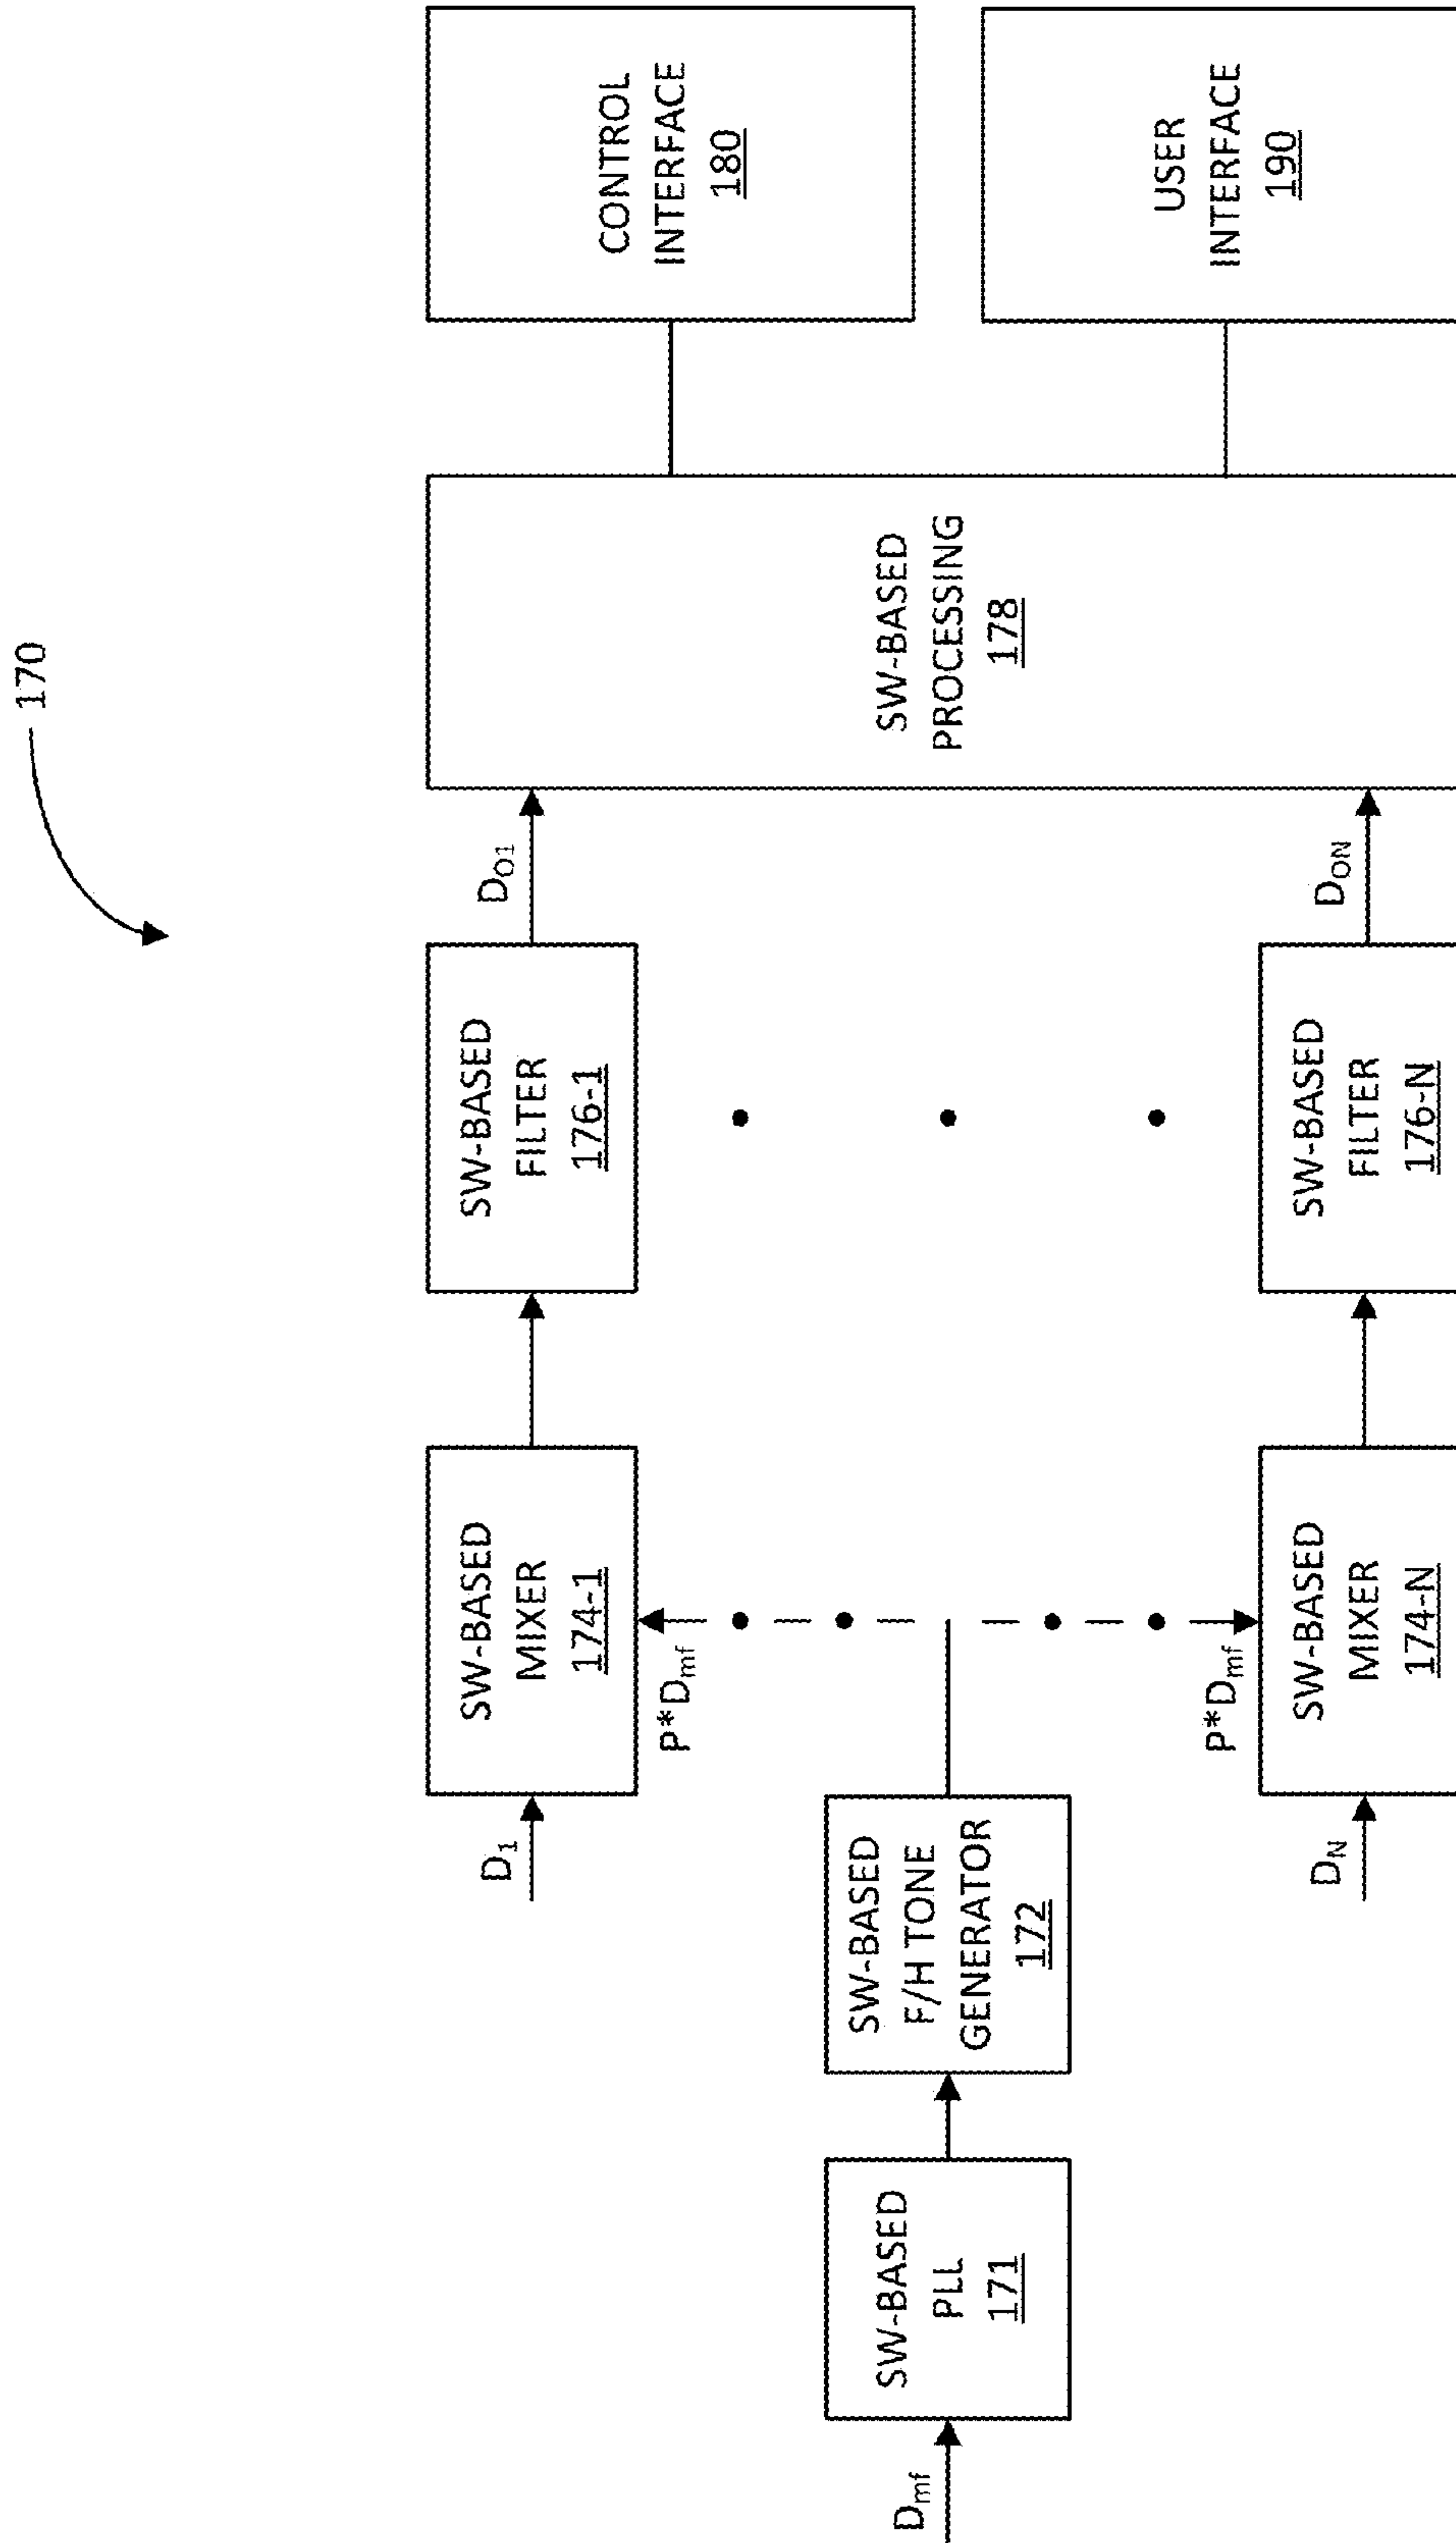 170
D1
SW-BASED
MIXER
174-1
SW-BASED
FILTER
176-1
DO1
P*Dmf
Dmf
SW-BASED
PLL
171
SW-BASED
F/H TONE
GENERATOR
172
P*Dmf
DN
SW-BASED
MIXER
174-N
SW-BASED
FILTER
176-N
DON
SW-BASED
PROCESSING
178
CONTROL
INTERFACE
180
USER
INTERFACE
190